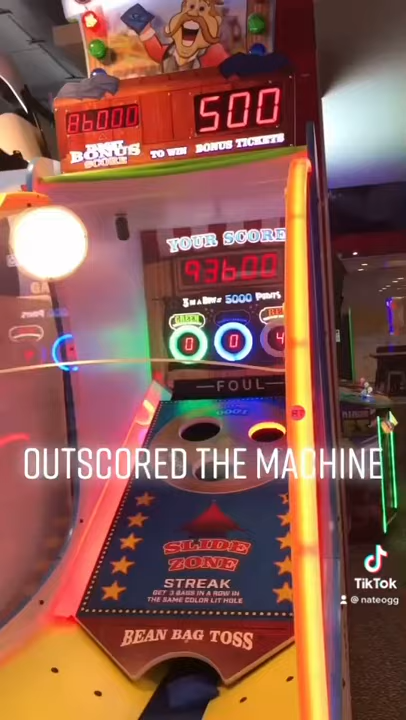 86000
500
TARGET
BONUS
SCORE
TO WIN BONUS TICKETS
YOUR SCORE
93600
3 IN A ROW OF 5000 POINTS
GREEN
0
0
4
FOUL
OUTSCORED THE MACHINE
SLIDE
ZONE
STREAK
GET 3 BAGS IN A ROW IN
THE SAME COLOR LIT HOLE
BEAN BAG TOSS
TikTok
@ nateogg